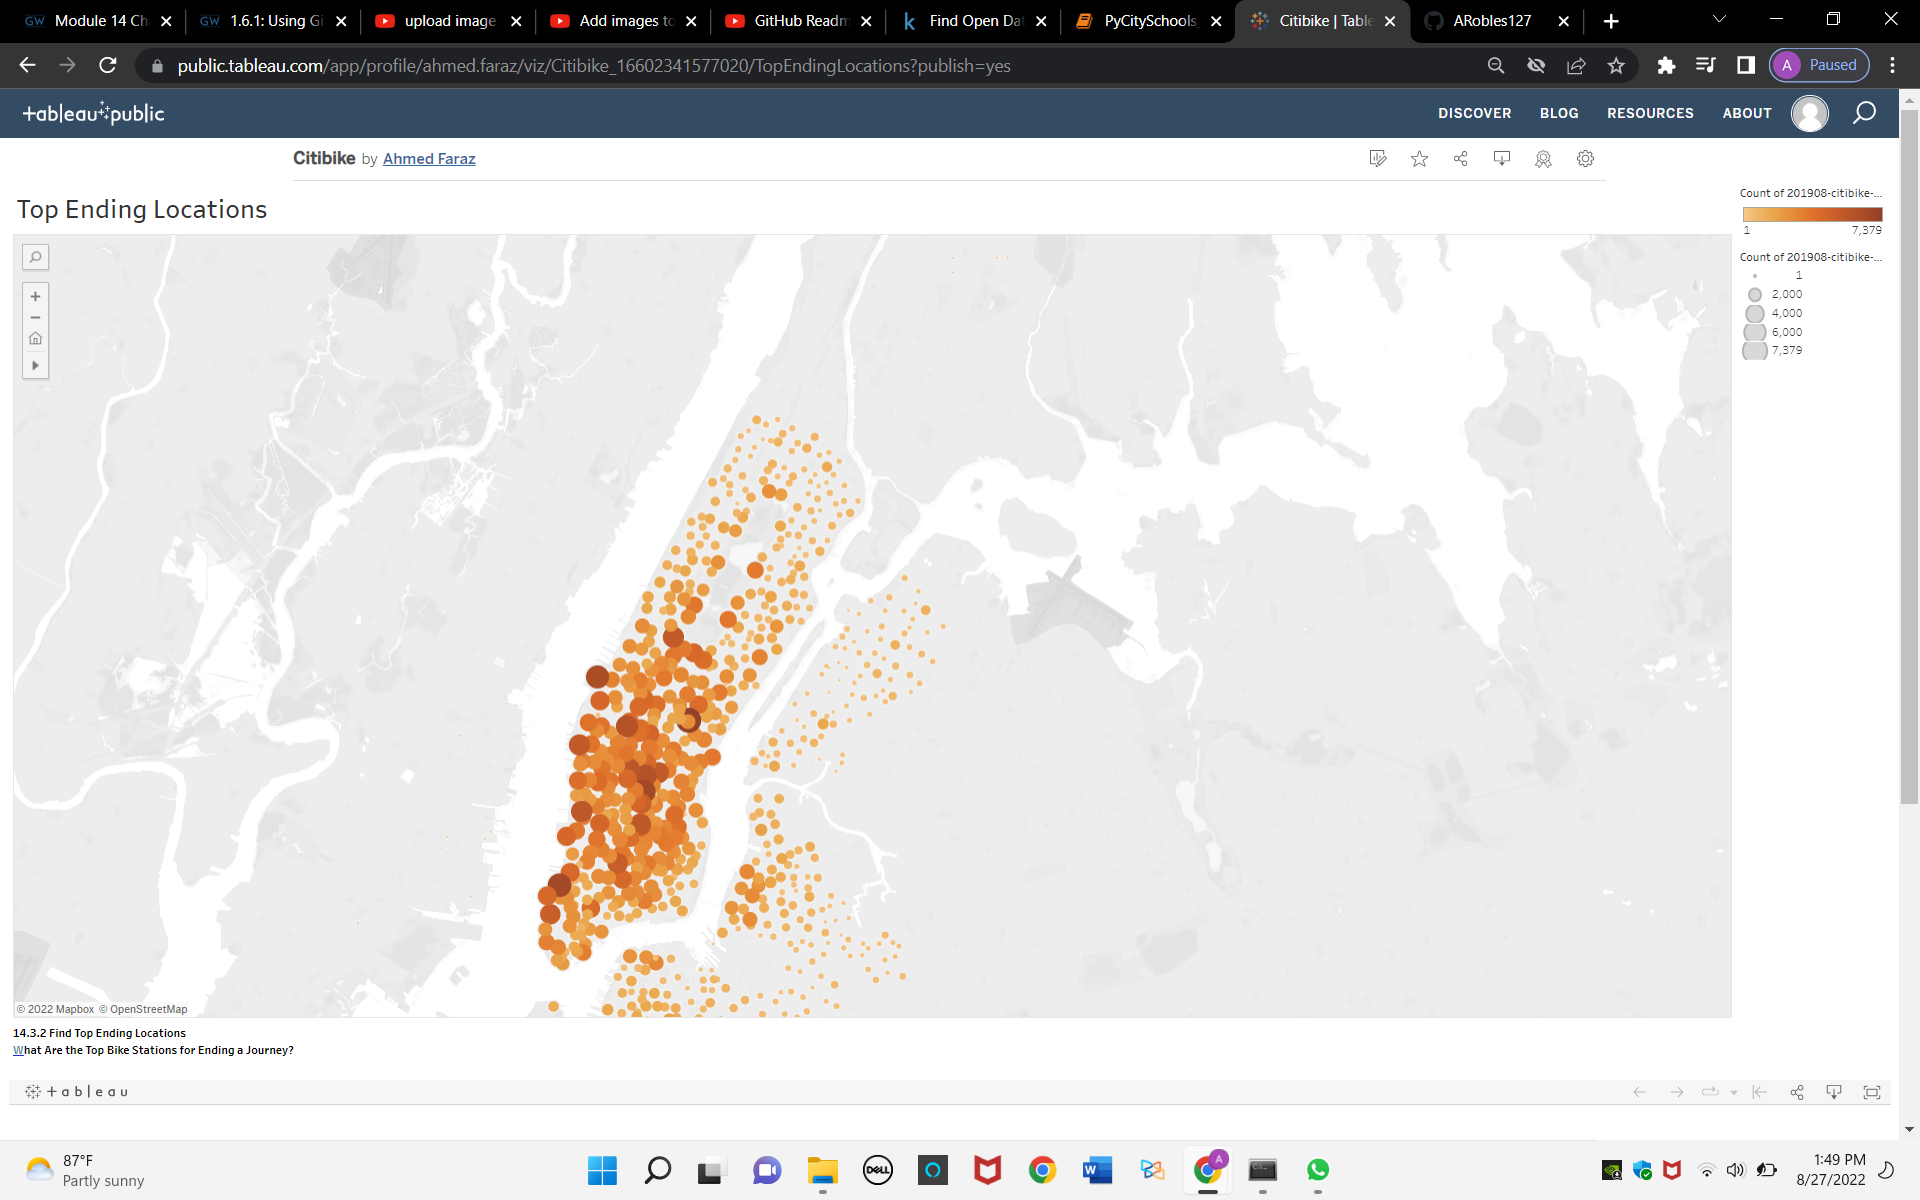 GW Module 14 Ch
GW 1.6.1: Using Gi
upload image
Add images to
GitHub Readm
Find Open Dat
PyCitySchools_
Citibike | Table
ARobles127
public.tableau.com/app/profile/ahmed.faraz/viz/Citibike_16602341577020/TopEndingLocations?publish=yes
A Paused
+ableau public
DISCOVER BLOG RESOURCES ABOUT
Citibike by Ahmed Faraz
Top Ending Locations
Count of 201908-citibike-...
1 7,379
Count of 201908-citibike-...
1
2,000
4,000
6,000
7,379
© 2022 Mapbox © OpenStreetMap
14.3.2 Find Top Ending Locations
What Are the Top Bike Stations for Ending a Journey?
+ableau
87°F
Partly sunny
DELL
W
A
1:49 PM
8/27/2022